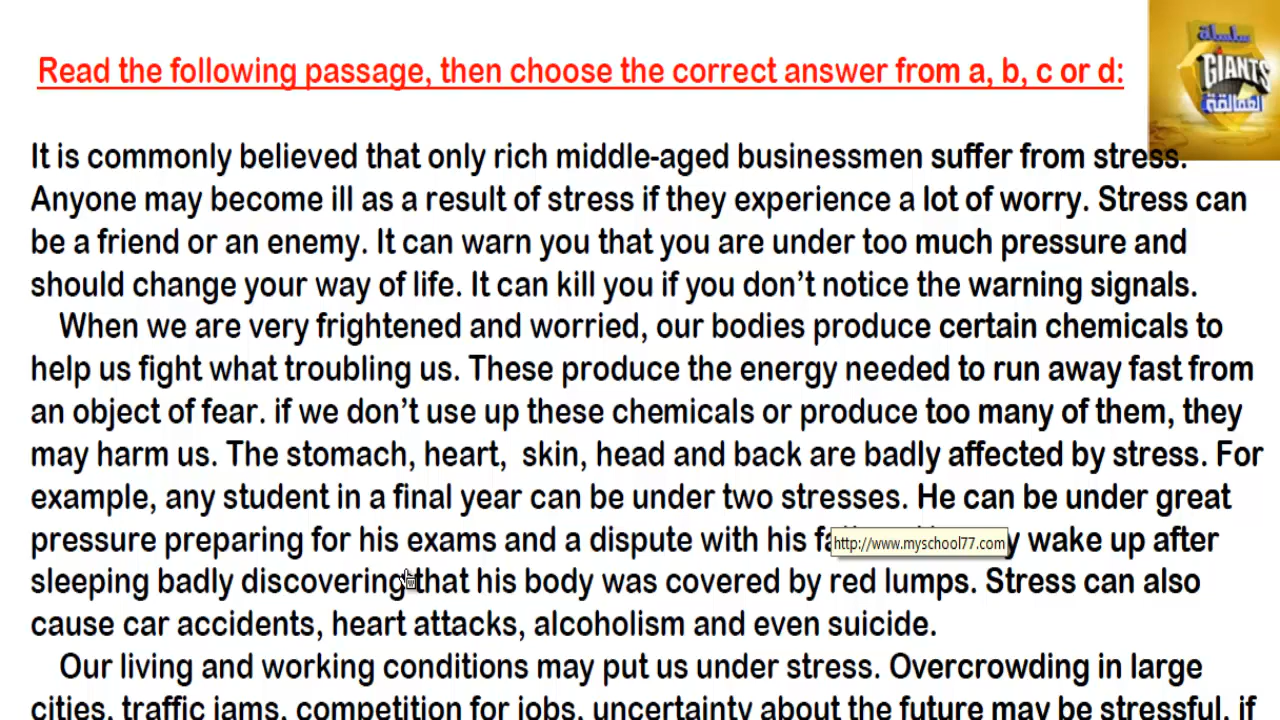 Read the following passage, then choose the correct answer from a, b, c or d:
سلسلة
GIANTS
العمالقة
It is commonly believed that only rich middle-aged businessmen suffer from stress.
Anyone may become ill as a result of stress if they experience a lot of worry. Stress can
be a friend or an enemy. It can warn you that you are under too much pressure and
should change your way of life. It can kill you if you don't notice the warning signals.
When we are very frightened and worried, our bodies produce certain chemicals to
help us fight what troubling us. These produce the energy needed to run away fast from
an object of fear. if we don't use up these chemicals or produce too many of them, they
may harm us. The stomach, heart, skin, head and back are badly affected by stress. For
example, any student in a final year can be under two stresses. He can be under great
pressure preparing for his exams and a dispute with his http://www.myschool77.com wake up after
sleeping badly discovering that his body was covered by red lumps. Stress can also
cause car accidents, heart attacks, alcoholism and even suicide.
Our living and working conditions may put us under stress. Overcrowding in large
cities, traffic jams, competition for jobs, uncertainty about the future may be stressful, if